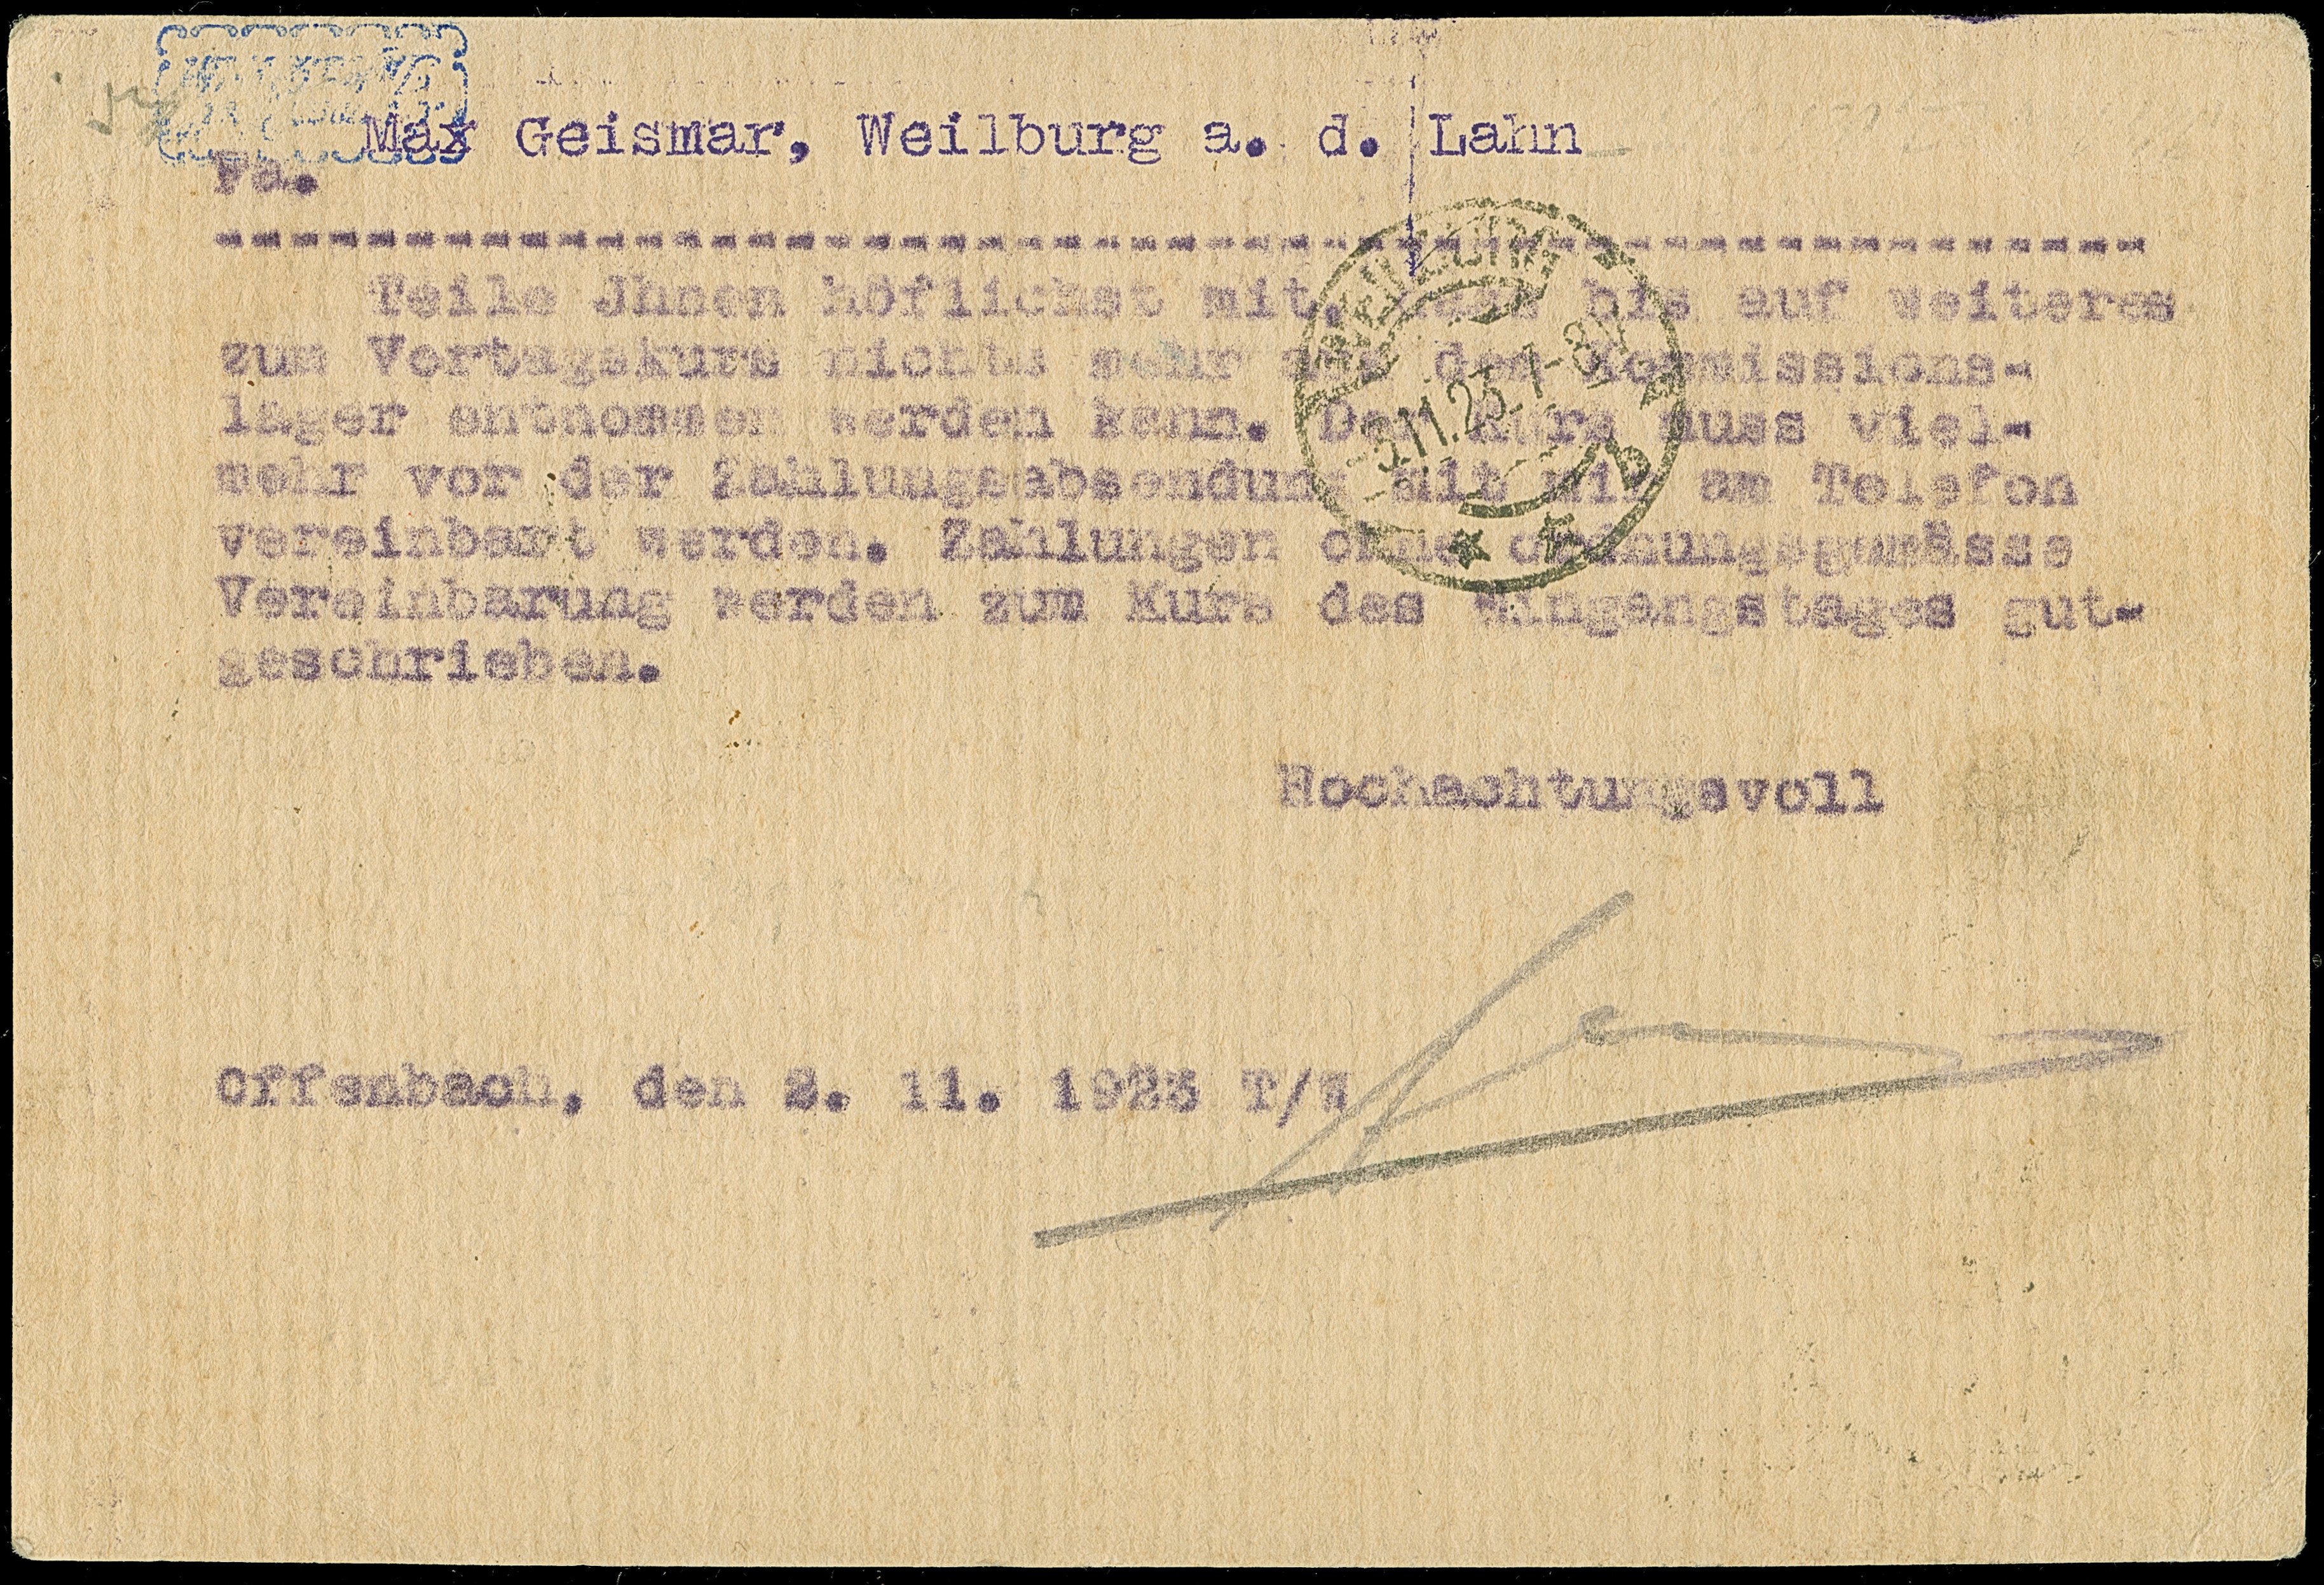 Max Geismar, Weilburg a. d. Lahn
Fa.
Teile Jhnen höflichst mit, dass bis auf weiteres
zum Vortagskurs nichts mehr aus dem Kommissions-
lager entnommen werden kann. Der Kurs muss viel-
mehr vor der Zahlungsabsendung mit mir am Telefon
vereinbart werden. Zahlungen ohne ordnungsgemässe
Vereinbarung werden zum Kurs des Eingangstages gut-
geschrieben.
Hochachtungsvoll
Offenbach, den 2. 11. 1923 T/